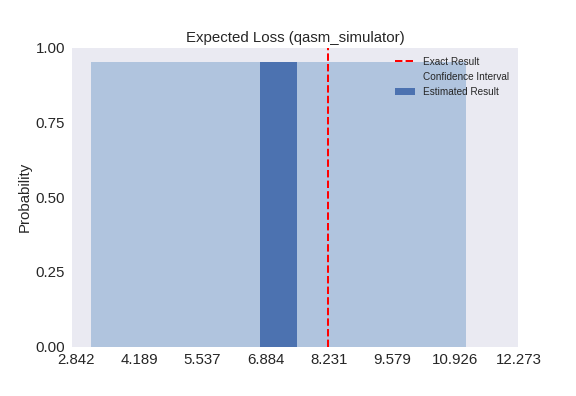 Expected Loss (qasm_simulator)
1.00
0.75
0.50
0.25
0.00
Probability
Exact Result
Confidence Interval
Estimated Result
2.842 4.189 5.537 6.884 8.231 9.579 10.926 12.273